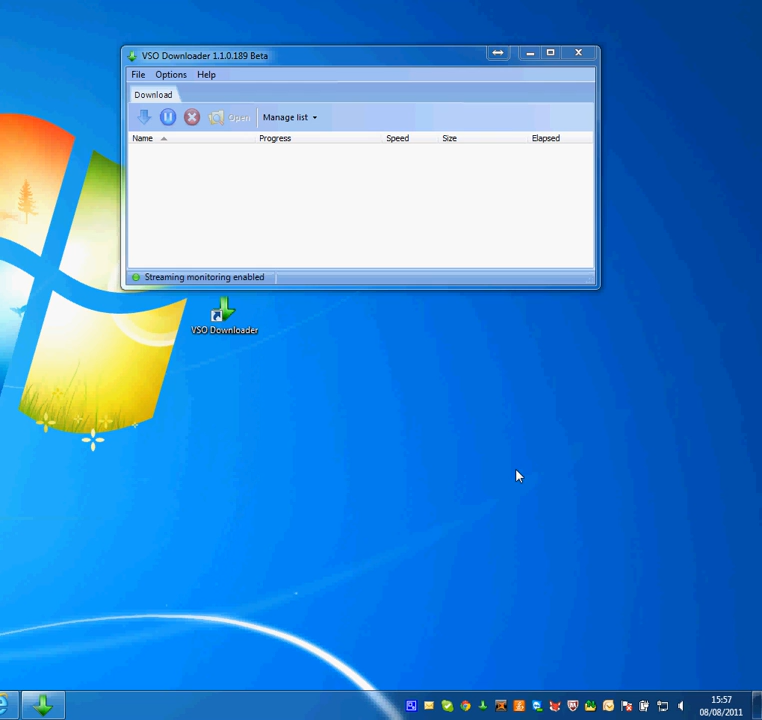 VSO Downloader 1.1.0.189 Beta
File Options Help
Download
Open Manage list
Name Progress Speed Size Elapsed
Streaming monitoring enabled
VSO Downloader
15:57
08/08/2011